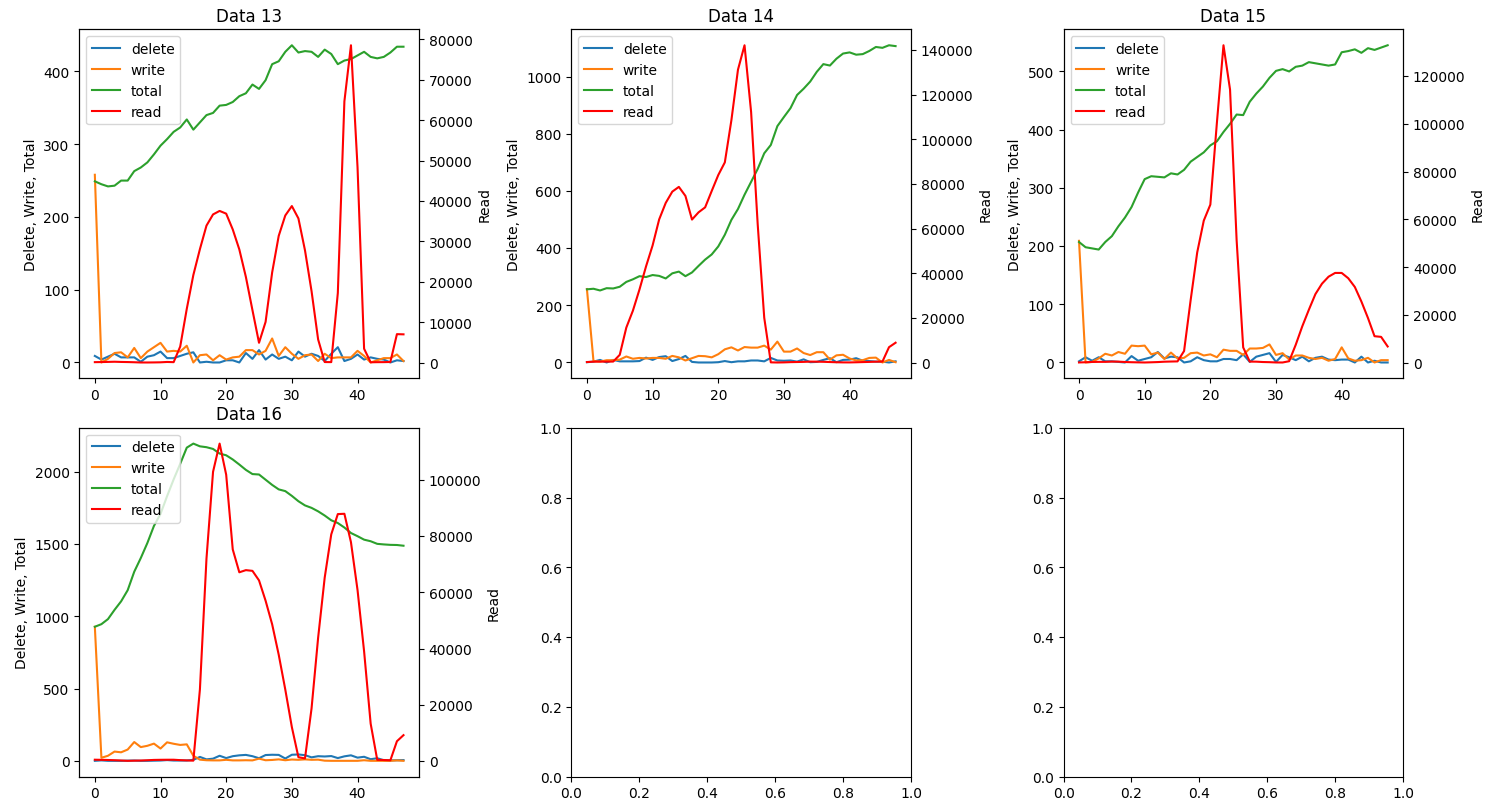 Data 13
delete
write
total
read
Delete, Write, Total
400
300
200
100
0
80000
70000
60000
50000
40000
30000
20000
10000
0
Read
0 10 20 30 40
Data 14
delete
write
total
read
Delete, Write, Total
1000
800
600
400
200
0
140000
120000
100000
80000
60000
40000
20000
0
Read
0 10 20 30 40
Data 15
delete
write
total
read
Delete, Write, Total
500
400
300
200
100
0
120000
100000
80000
60000
40000
20000
0
Read
0 10 20 30 40
Data 16
delete
write
total
read
Delete, Write, Total
2000
1500
1000
500
0
100000
80000
60000
40000
20000
0
Read
0 10 20 30 40
1.0
0.8
0.6
0.4
0.2
0.0
0.0 0.2 0.4 0.6 0.8 1.0
1.0
0.8
0.6
0.4
0.2
0.0
0.0 0.2 0.4 0.6 0.8 1.0